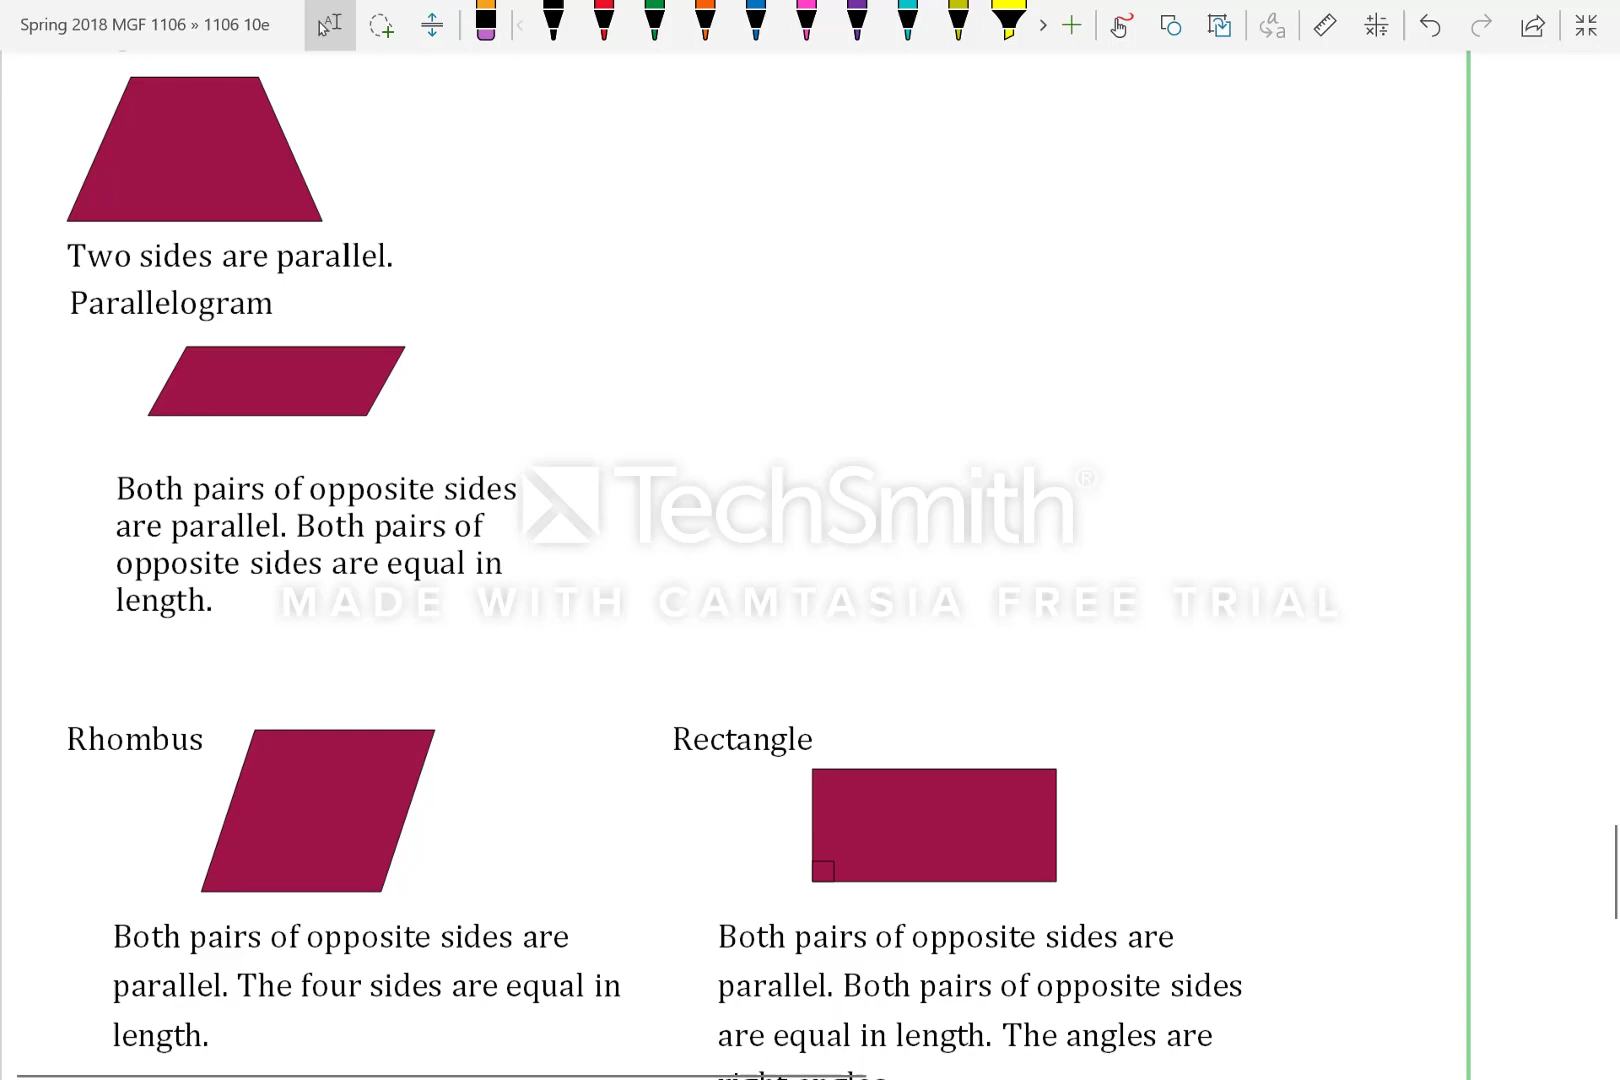 Spring 2018 MGF 1106 » 1106 10e
Two sides are parallel.
Parallelogram
Both pairs of opposite sides
are parallel. Both pairs of
opposite sides are equal in
length.
TechSmith®
MADE WITH CAMTASIA FREE TRIAL
Rhombus
Both pairs of opposite sides are
parallel. The four sides are equal in
length.
Rectangle
Both pairs of opposite sides are
parallel. Both pairs of opposite sides
are equal in length. The angles are
right angles